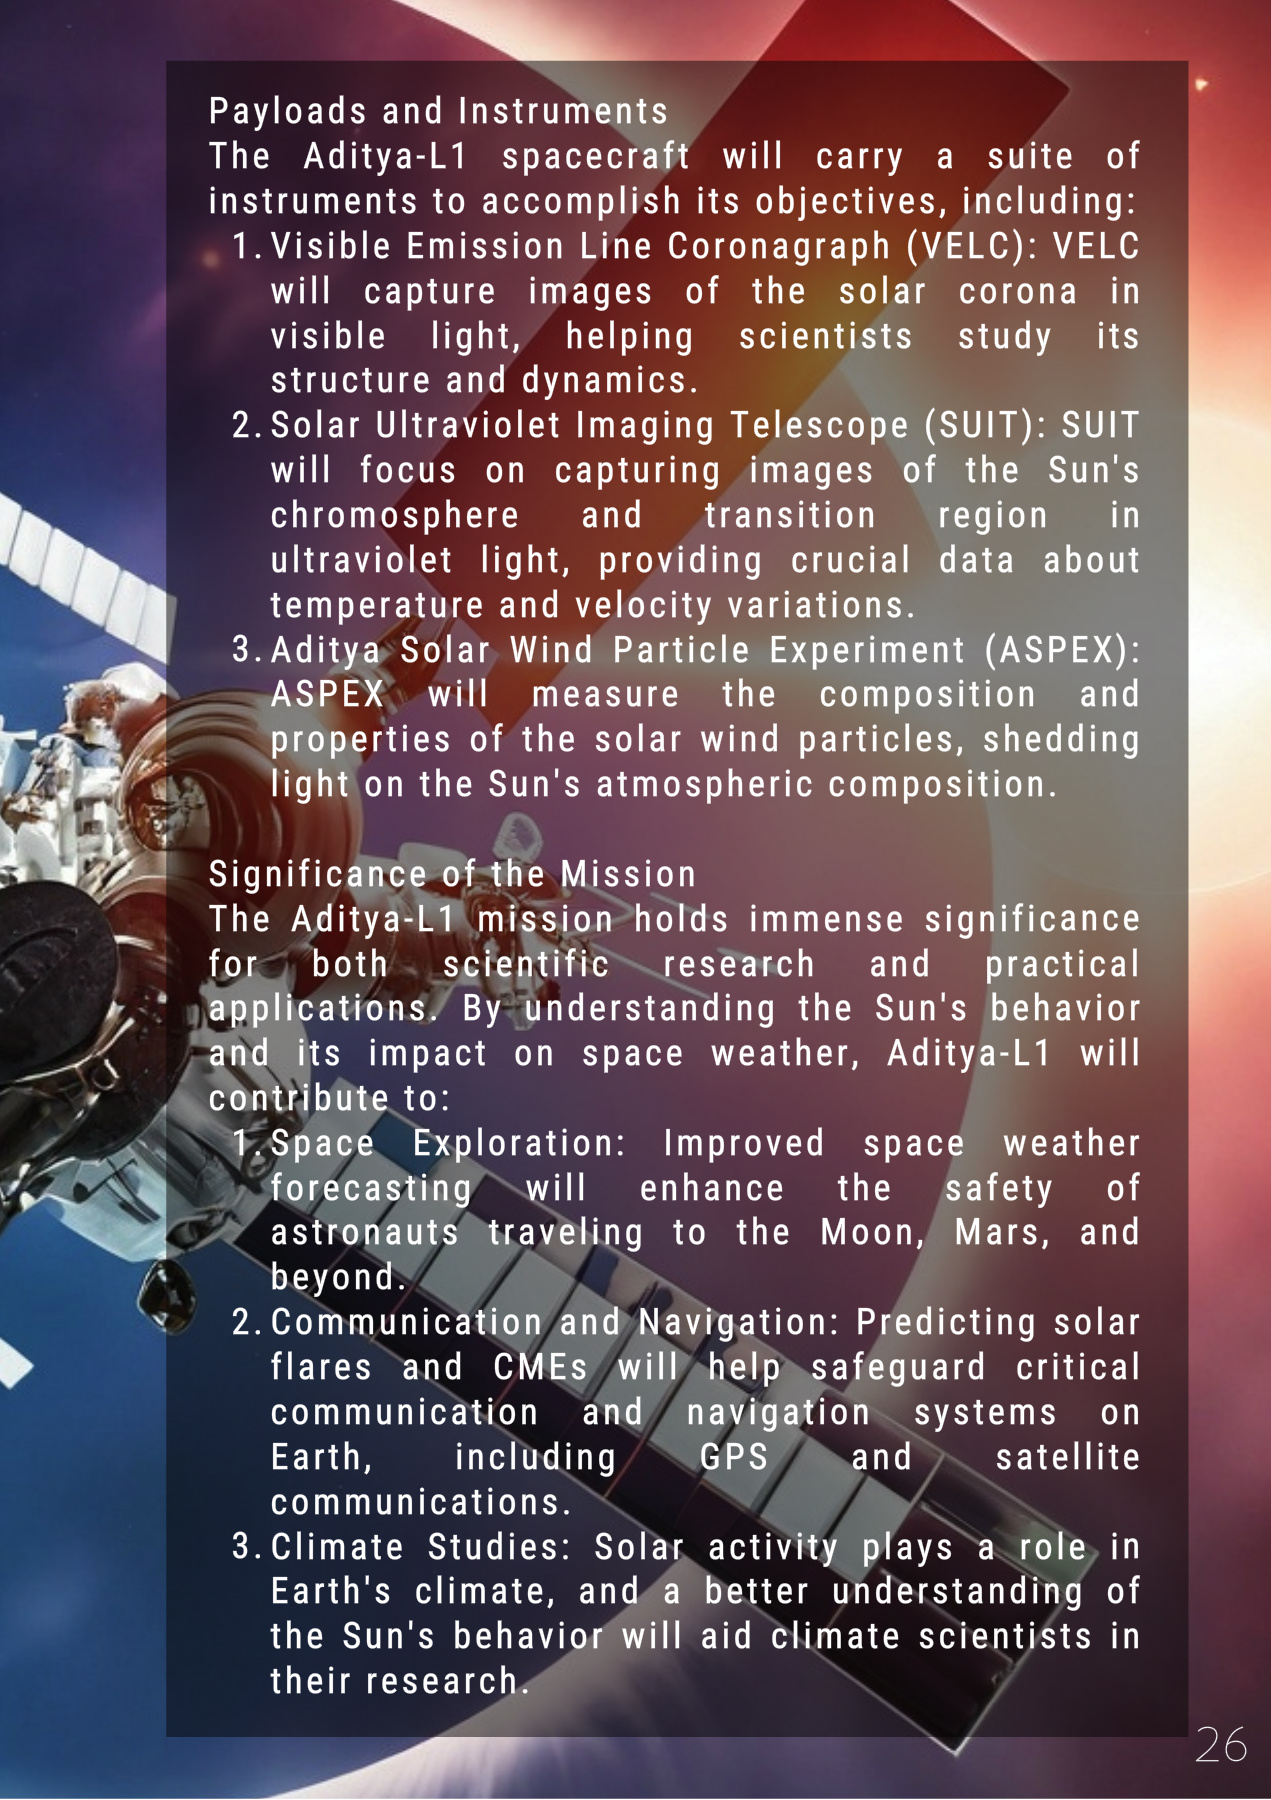 Payloads and Instruments
The Aditya-L1 spacecraft will carry a suite of
instruments to accomplish its objectives, including:
1. Visible Emission Line Coronagraph (VELC): VELC
will capture images of the solar corona in
visible light, helping scientists study its
structure and dynamics.
2. Solar Ultraviolet Imaging Telescope (SUIT): SUIT
will focus on capturing images of the Sun's
chromosphere and transition region in
ultraviolet light, providing crucial data about
temperature and velocity variations.
3. Aditya Solar Wind Particle Experiment (ASPEX):
ASPEX will measure the composition and
properties of the solar wind particles, shedding
light on the Sun's atmospheric composition.
Significance of the Mission
The Aditya-L1 mission holds immense significance
for both scientific research and practical
applications. By understanding the Sun's behavior
and its impact on space weather, Aditya-L1 will
contribute to:
1. Space Exploration: Improved space weather
forecasting will enhance the safety of
astronauts traveling to the Moon, Mars, and
beyond.
2. Communication and Navigation: Predicting solar
flares and CMEs will help safeguard critical
communication and navigation systems on
Earth, including GPS and satellite
communications.
3. Climate Studies: Solar activity plays a role in
Earth's climate, and a better understanding of
the Sun's behavior will aid climate scientists in
their research.
26